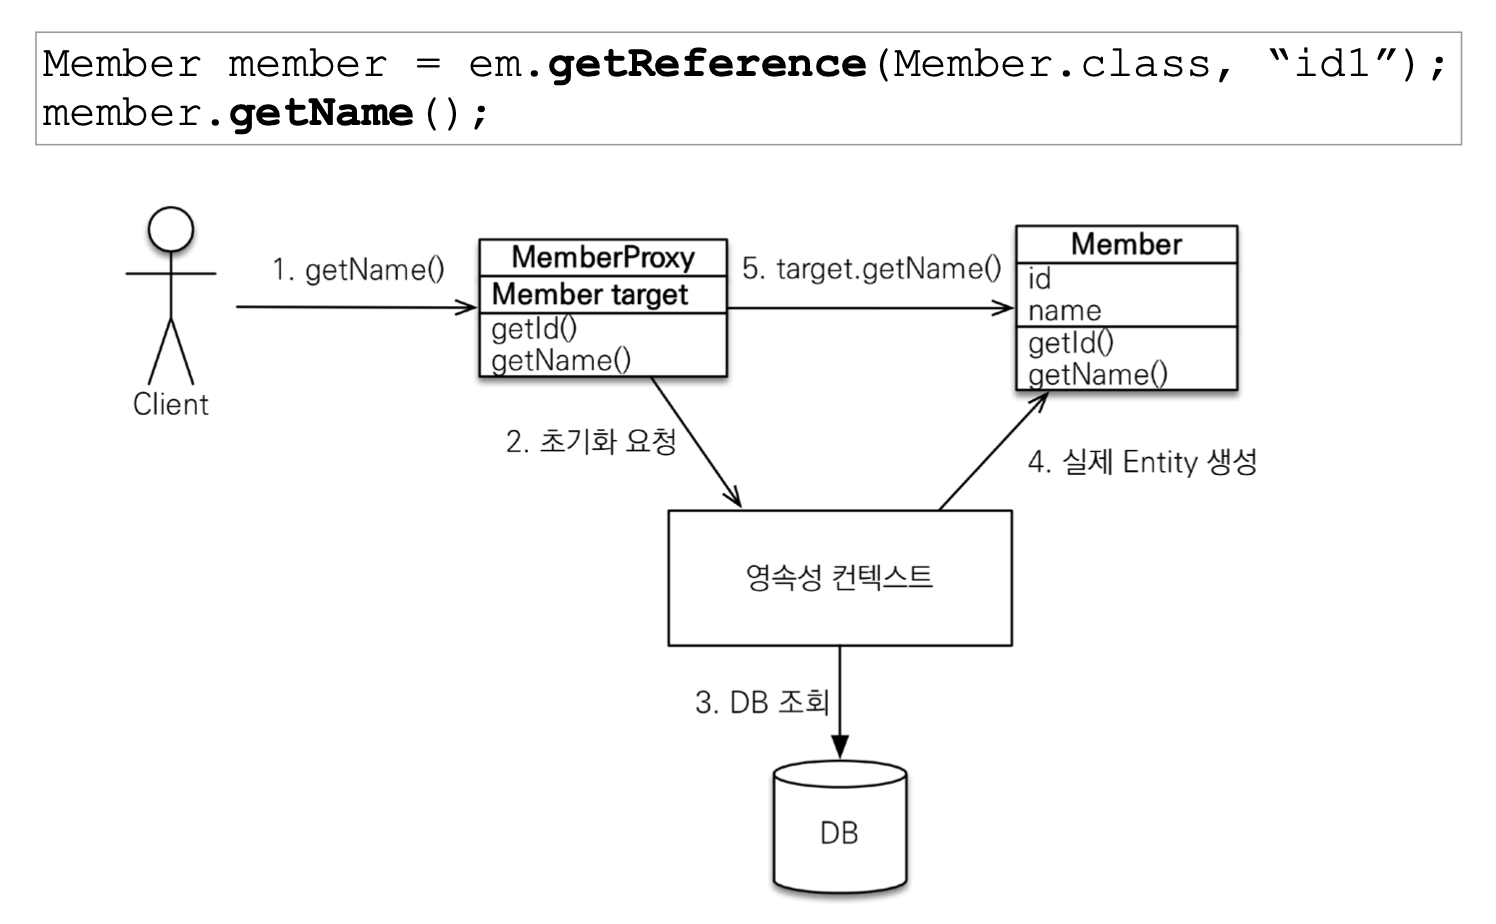 Member member = em.getReference(Member.class, “id1”);
member.getName();
1. getName()
Client
MemberProxy
Member target
getId()
getName()
5. target.getName()
Member
id
name
getId()
getName()
2. 초기화 요청
4. 실제 Entity 생성
영속성 컨텍스트
3. DB 조회
DB